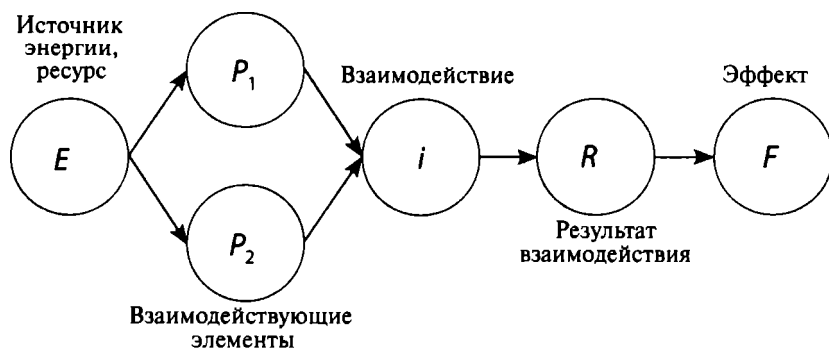 Источник
энергии,
ресурс
E
P₁
P₂
Взаимодействующие
элементы
Взаимодействие
i
R
Результат
взаимодействия
Эффект
F